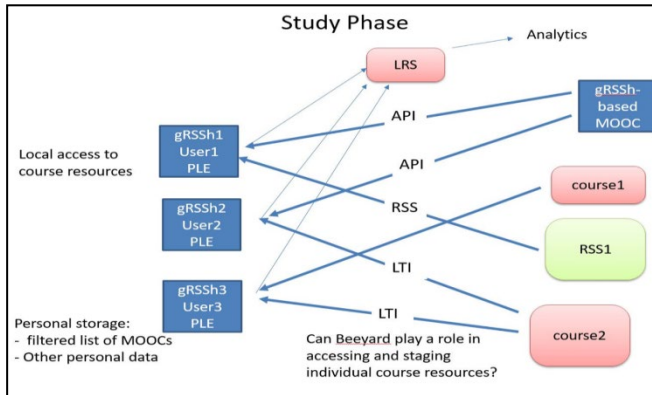 Study Phase
Analytics
LRS
gRSSh-
based
MOOC
API
gRSSh1
User1
PLE
Local access to
course resources
API
course1
RSS
gRSSh2
User2
PLE
RSS1
LTI
gRSSh3
User3
PLE
LTI
course2
Personal storage:
- filtered list of MOOCs
- Other personal data
Can Beeyard play a role in
accessing and staging
individual course resources?